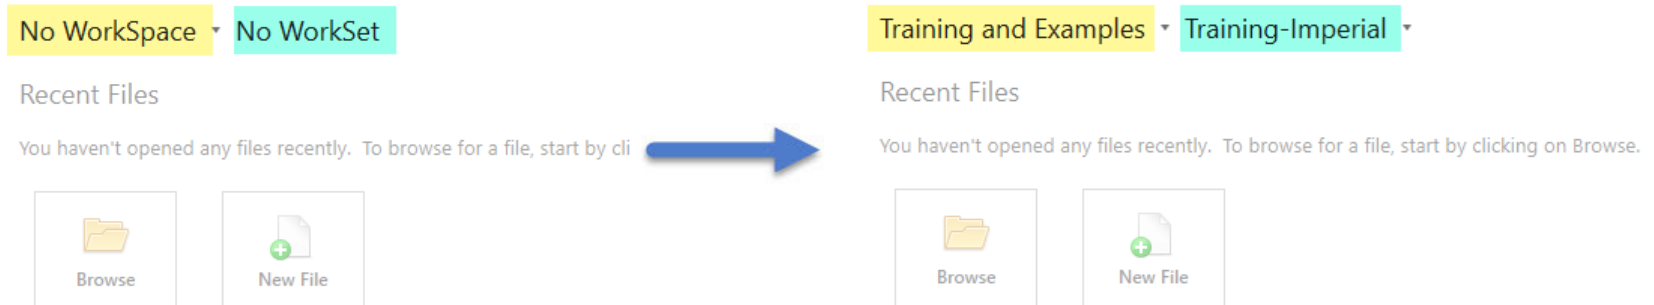 No WorkSpace No WorkSet
Recent Files
You haven't opened any files recently. To browse for a file, start by cli
Browse
New File
Training and Examples Training-Imperial
Recent Files
You haven't opened any files recently. To browse for a file, start by clicking on Browse.
Browse
New File